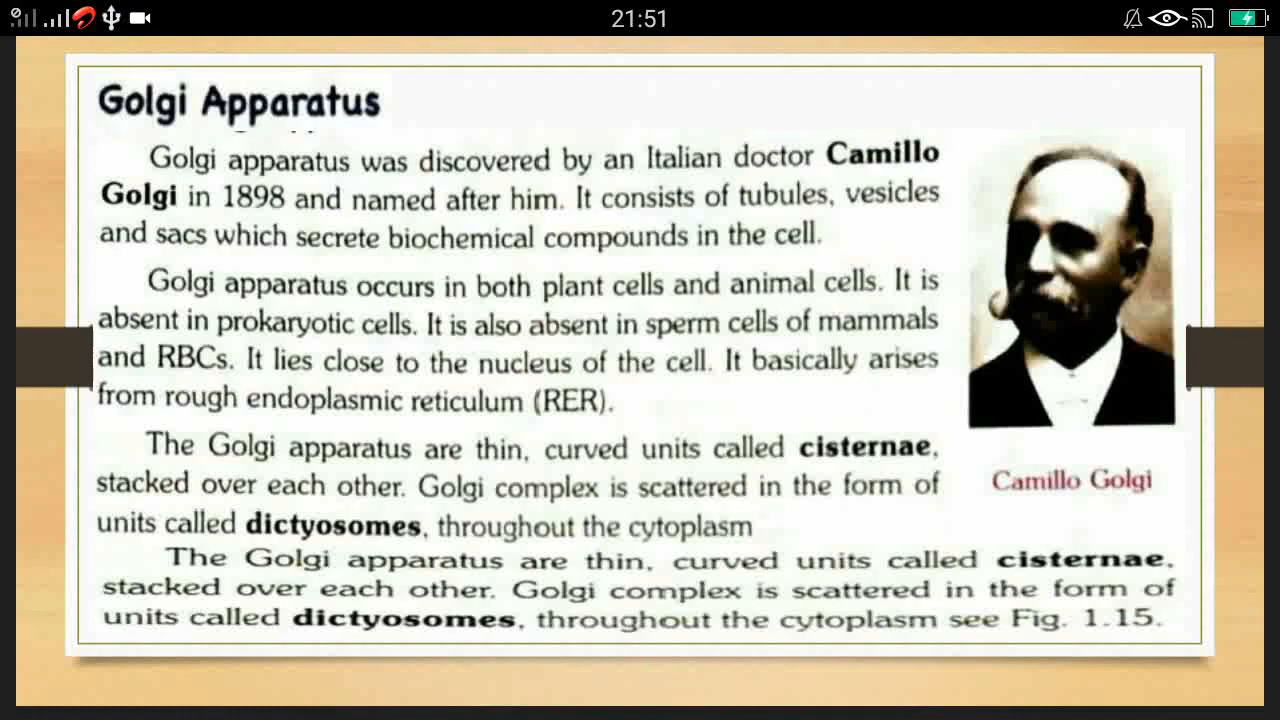 21:51
Golgi Apparatus
Golgi apparatus was discovered by an Italian doctor Camillo
Golgi in 1898 and named after him. It consists of tubules, vesicles
and sacs which secrete biochemical compounds in the cell.
Golgi apparatus occurs in both plant cells and animal cells. It is
absent in prokaryotic cells. It is also absent in sperm cells of mammals
and RBCs. It lies close to the nucleus of the cell. It basically arises
from rough endoplasmic reticulum (RER).
The Golgi apparatus are thin, curved units called cisternae,
stacked over each other. Golgi complex is scattered in the form of
units called dictyosomes, throughout the cytoplasm
Camillo Golgi
The Golgi apparatus are thin, curved units called cisternae,
stacked over each other. Golgi complex is scattered in the form of
units called dictyosomes, throughout the cytoplasm see Fig. 1.15.